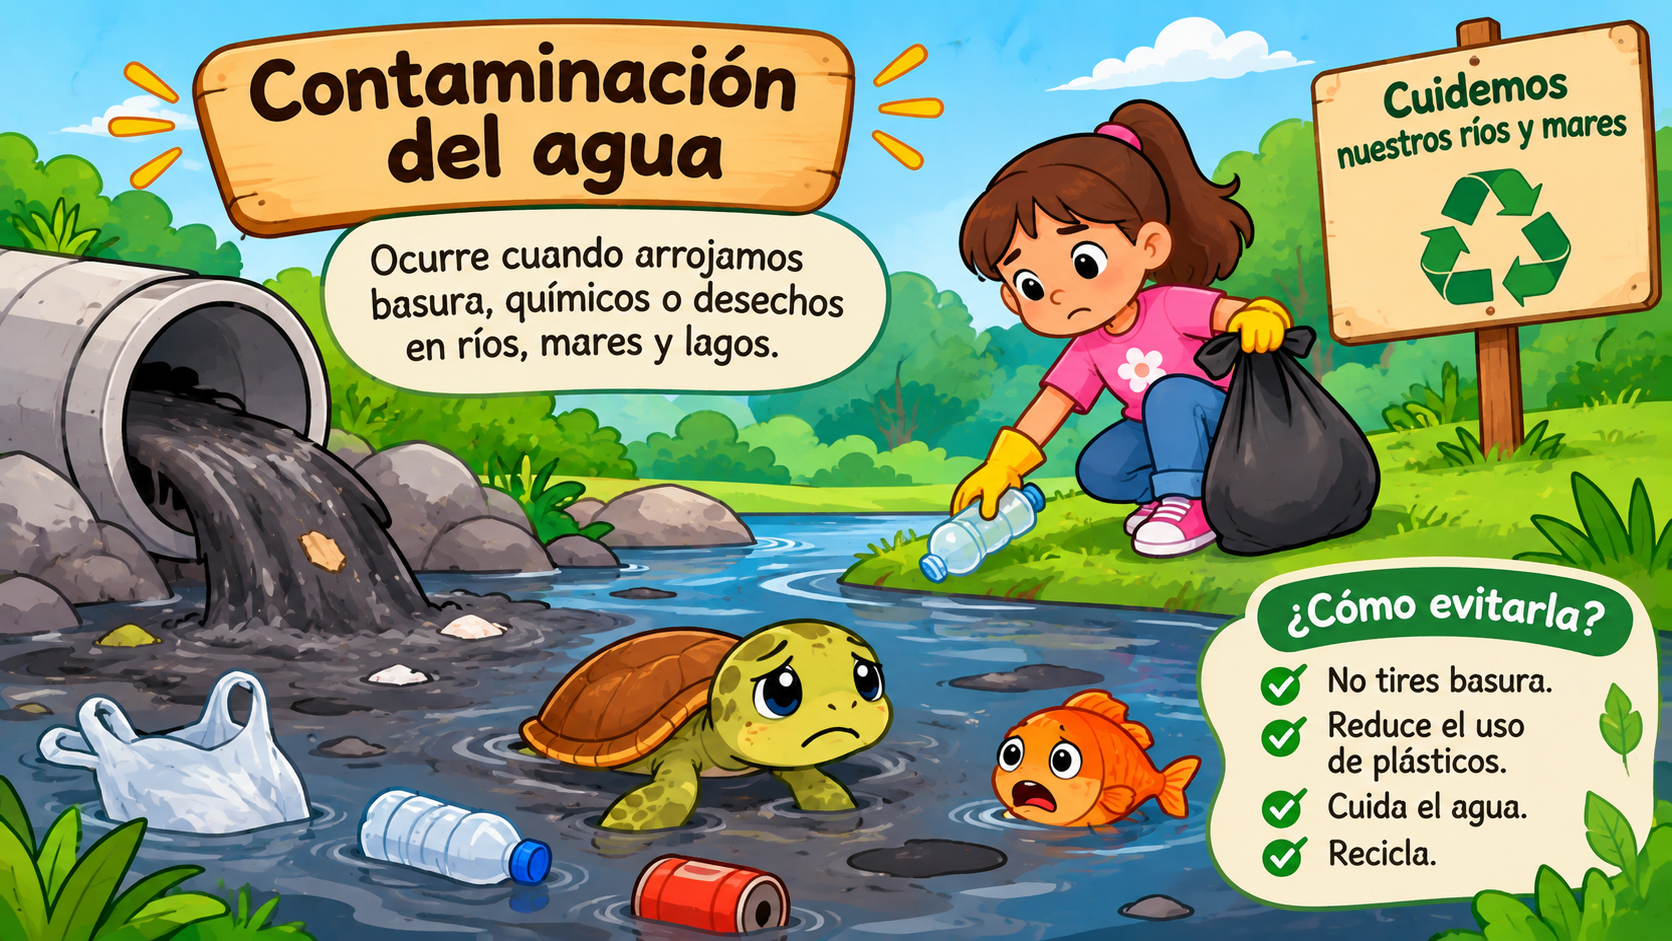 Contaminación
del agua
Ocurre cuando arrojamos
basura, químicos o desechos
en ríos, mares y lagos.
Cuidemos
nuestros ríos y mares
¿Cómo evitarla?
No tires basura.
Reduce el uso
de plásticos.
Cuida el agua.
Recicla.